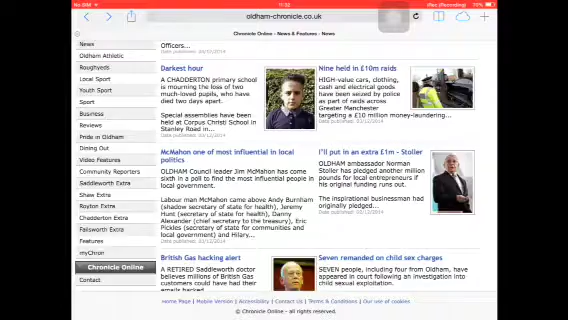 No SIM
11:32
iPad (Recording)
79%
oldham-chronicle.co.uk
Chronicle Online - News & Features - News
News
Oldham Athletic
Roughyeds
Local Sport
Youth Sport
Sport
Business
Reviews
Pride in Oldham
Dining Out
Video Features
Community Reporters
Saddleworth Extra
Shaw Extra
Royton Extra
Chadderton Extra
Failsworth Extra
Features
myChron
Chronicle Online
Contact
Officers...
Date published: 03/12/2014
Darkest hour
A CHADDERTON primary school
is mourning the loss of two
much-loved pupils, who have
died two days apart.
Special assemblies have been
held at Corpus Christi School in
Stanley Road in...
Date published: 03/12/2014
Nine held in £10m raids
HIGH-value cars, clothing,
cash and electrical goods
have been seized by police
as part of raids across
Greater Manchester
targeting a £10 million money-laundering...
Date published: 03/12/2014
McMahon one of most influential in local
politics
OLDHAM Council leader Jim McMahon has come
sixth in a poll to find the most influential people in
local government.
Labour man McMahon came above Andy Burnham
(shadow secretary of state for health), Jeremy
Hunt (secretary of state for health), Danny
Alexander (chief secretary to the treasury), Eric
Pickles (secretary of state for communities and
local government) and Hilary...
Date published: 03/12/2014
I'll put in an extra £1m - Stoller
OLDHAM ambassador Norman
Stoller has pledged another million
pounds for local entrepreneurs if
his original funding runs out.
The inspirational businessman had
originally pledged...
Date published: 03/12/2014
British Gas hacking alert
A RETIRED Saddleworth doctor
believes millions of British Gas
customers could have had their
emails hacked
Seven remanded on child sex charges
SEVEN people, including four from Oldham, have
appeared in court following an investigation into
child sexual exploitation.
Home Page | Mobile Version | Accessibility | Contact Us | Terms & Conditions | Our use of cookies
© Chronicle Online - all rights reserved.